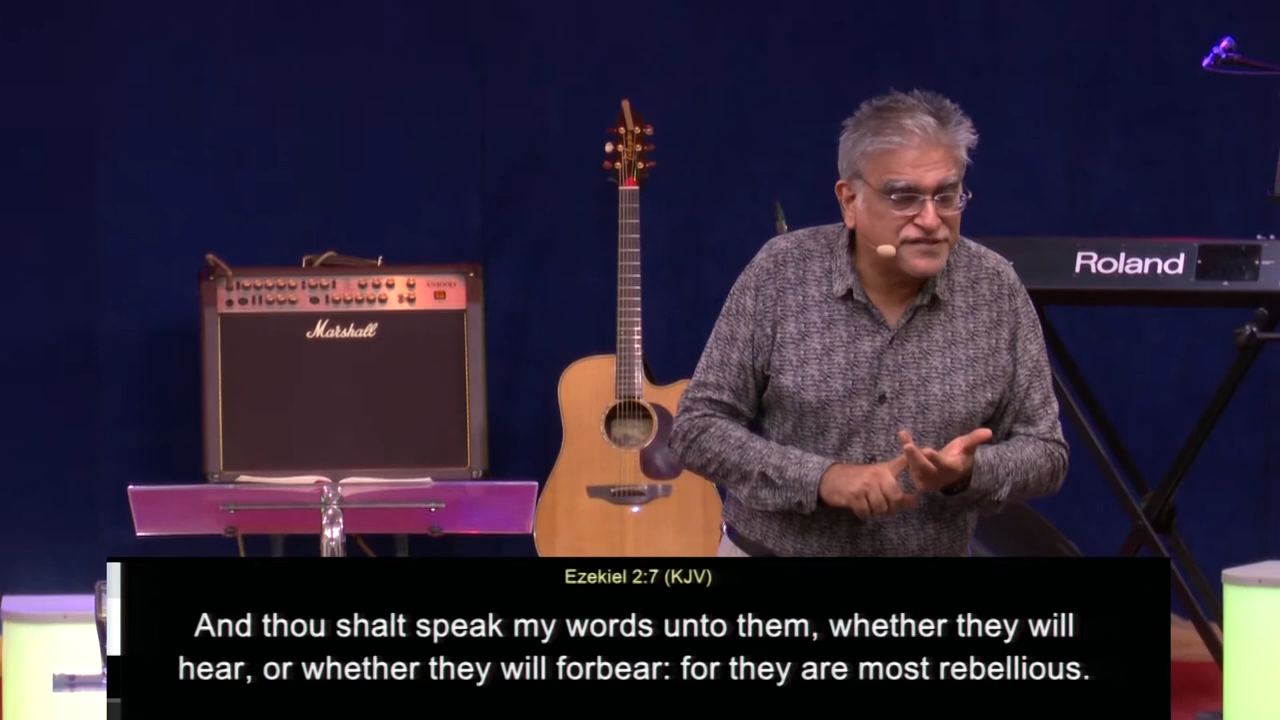 Marshall
AS100D
Roland
Ezekiel 2:7 (KJV)
And thou shalt speak my words unto them, whether they will
hear, or whether they will forbear: for they are most rebellious.